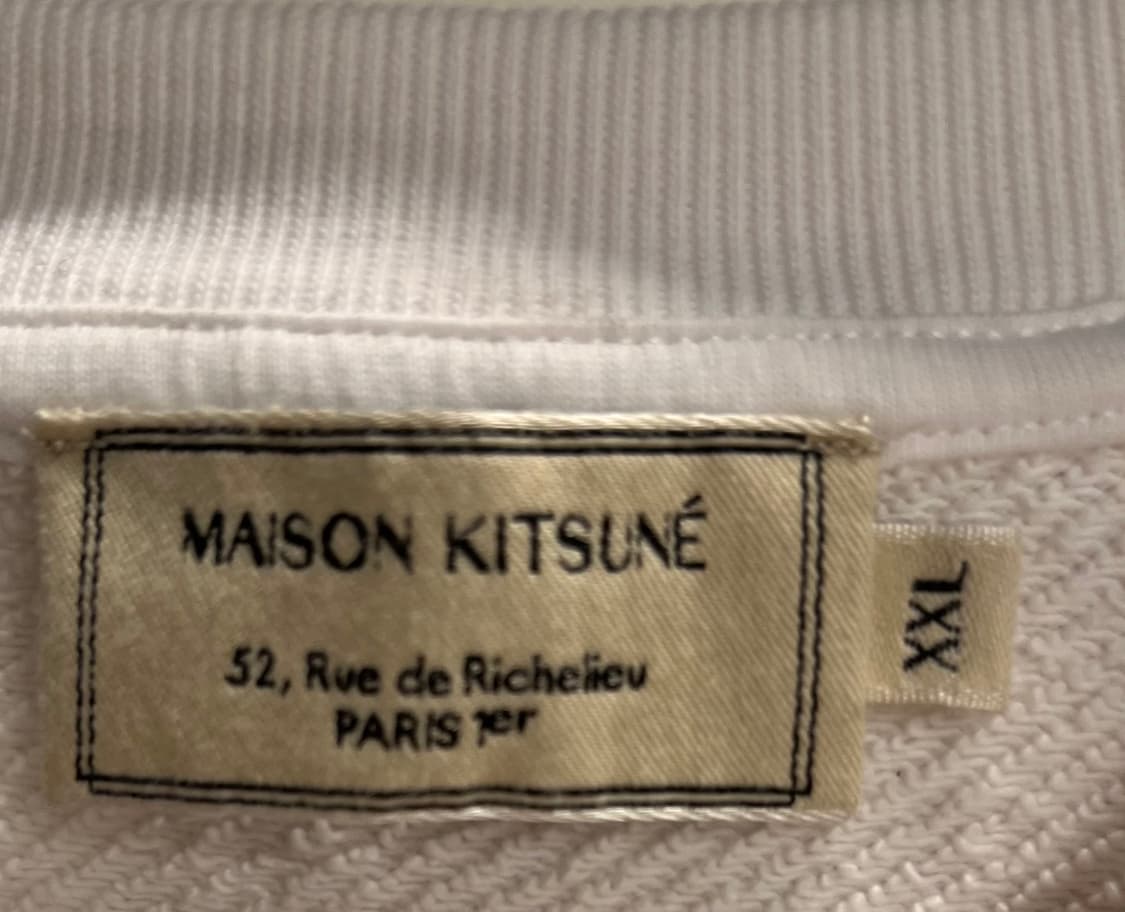 MAISON KITSUNÉ
52, Rue de Richelieu
PARIS 1er
XXL